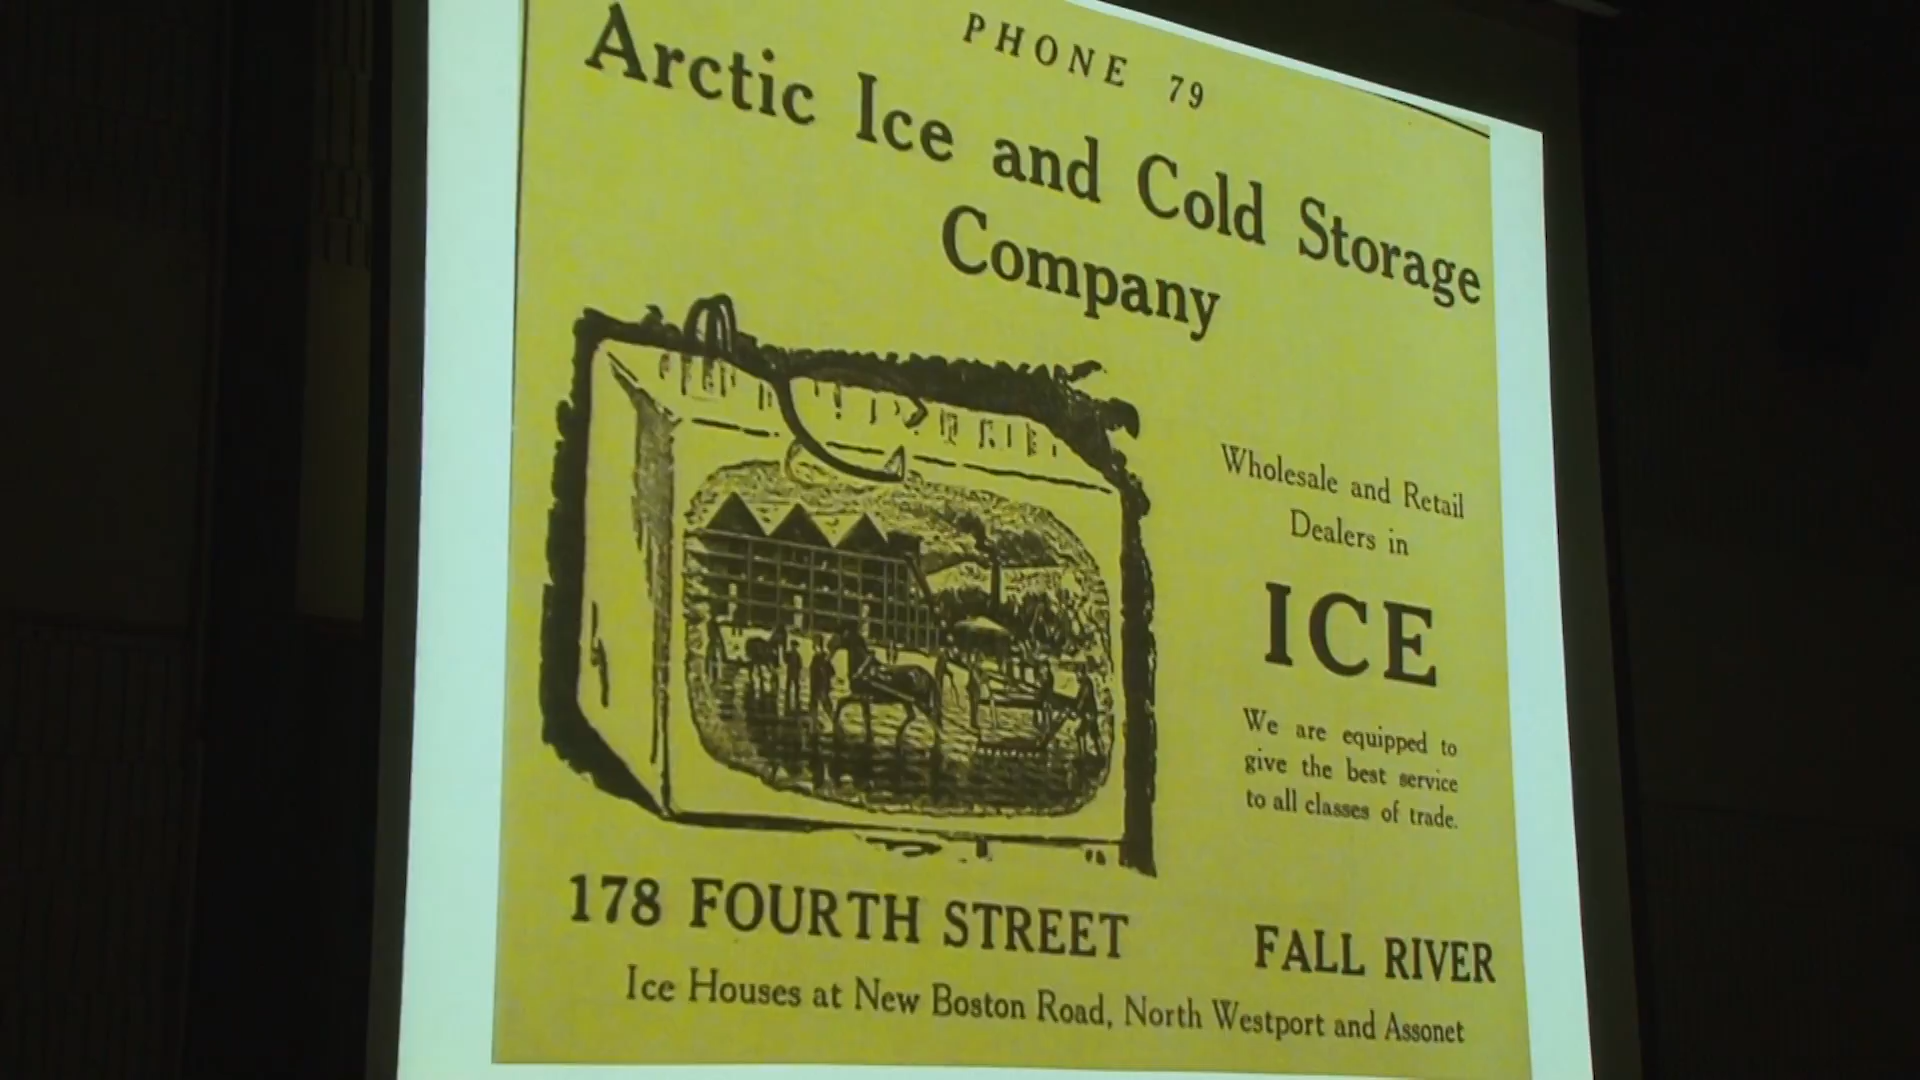 PHONE 79
Arctic Ice and Cold Storage
Company
Wholesale and Retail
Dealers in
ICE
We are equipped to
give the best service
to all classes of trade.
178 FOURTH STREET
FALL RIVER
Ice Houses at New Boston Road, North Westport and Assonet